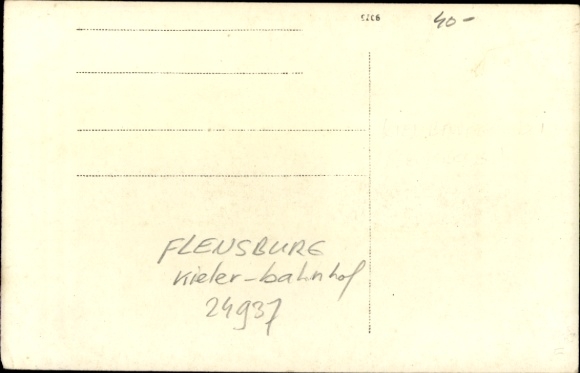 40-
FLENSBURG
Kieler-bahnhof
24937